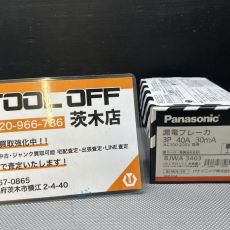 TOOL OFF
20-966-786 茨木店
買取強化中！
中古・ジャンク買取可能 宅配査定・出張査定・LINE査定
で査定いたします！
67-0865
府茨木市横江2-4-40
Panasonic
漏電ブレーカ
3P 40A 30mA
BJWA 3403